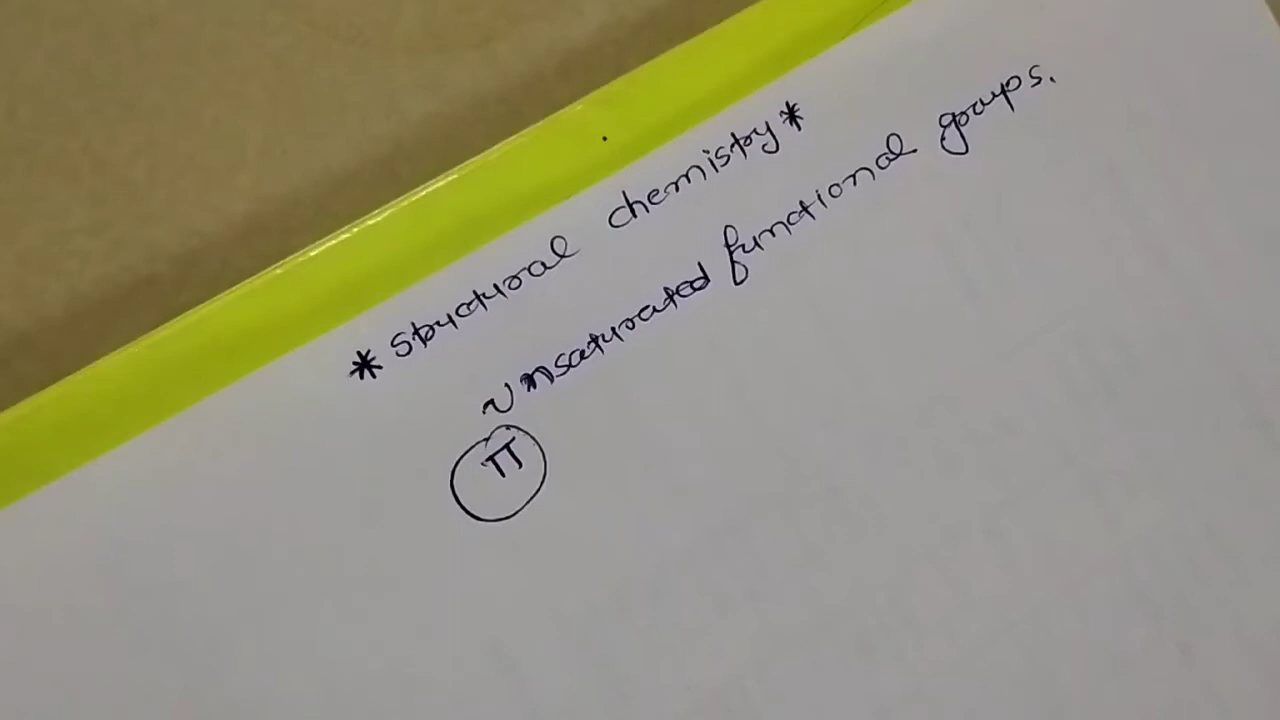 * Structural chemistry *
Unsaturated functional groups.
π